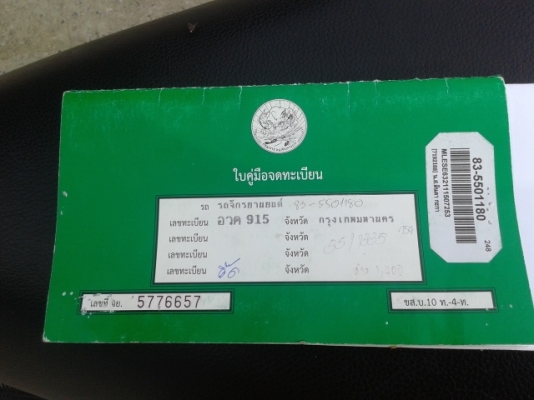 ใบคู่มือจดทะเบียน
รถ รถจักรยานยนต์ 83-5501180
เลขทะเบียน อวค 915 จังหวัด กรุงเทพมหานคร
เลขทะเบียน จังหวัด
เลขทะเบียน จังหวัด
เลขทะเบียน จังหวัด
เลขที่ จย. 5776657
ขส.บ.10 ท.-4-ท.
83-5501180
MLESE632111507253
248